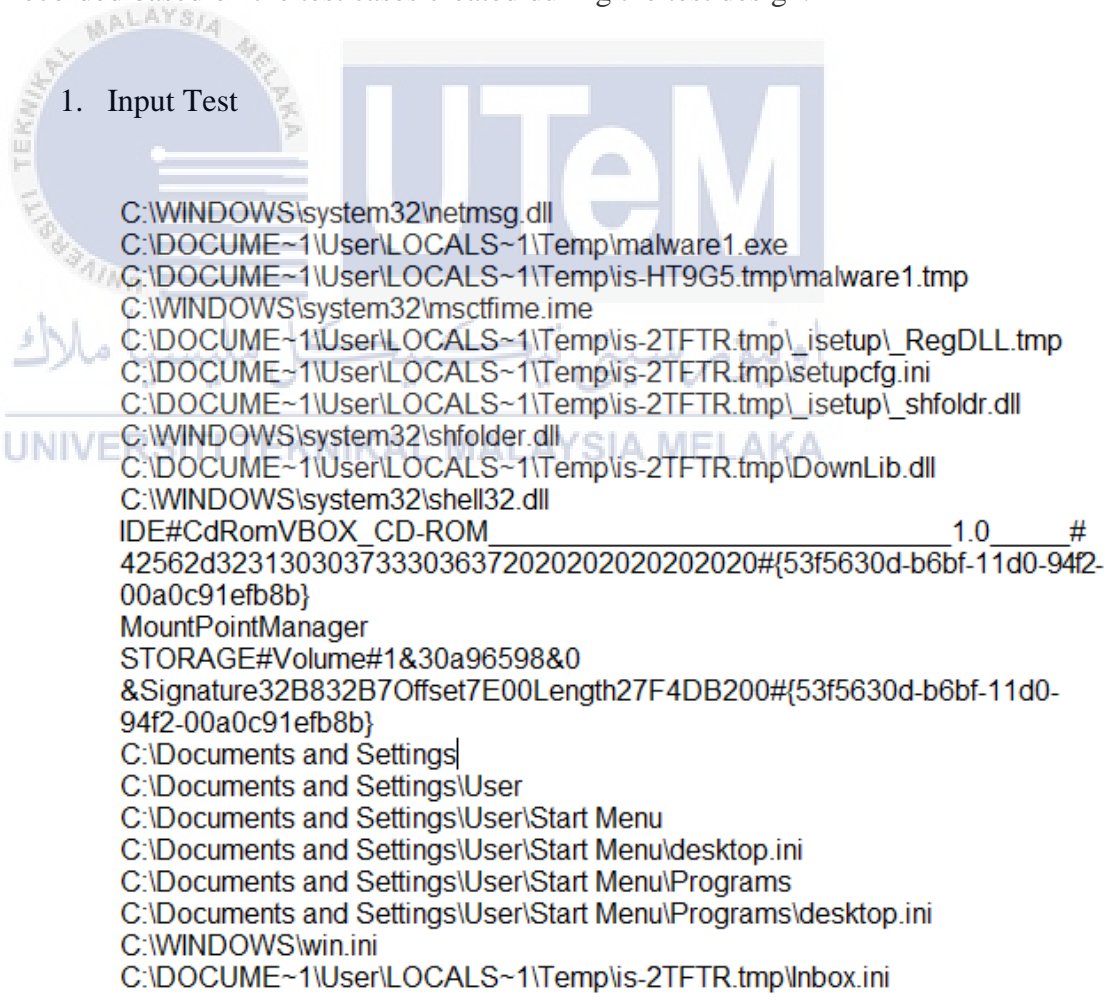 1. Input Test
UTeM
C:\WINDOWS\system32\netmsg.dll
C:\DOCUME~1\User\LOCALS~1\Temp\malware1.exe
C:\DOCUME~1\User\LOCALS~1\Temp\is-HT9G5.tmp\malware1.tmp
C:\WINDOWS\system32\msctfime.ime
C:\DOCUME~1\User\LOCALS~1\Temp\is-2TFTR.tmp\_isetup\_RegDLL.tmp
C:\DOCUME~1\User\LOCALS~1\Temp\is-2TFTR.tmp\setupcfg.ini
C:\DOCUME~1\User\LOCALS~1\Temp\is-2TFTR.tmp\_isetup\_shfoldr.dll
C:\WINDOWS\system32\shfolder.dll
UNIVERSITI TEKNIKAL MALAYSIA MELAKA
C:\DOCUME~1\User\LOCALS~1\Temp\is-2TFTR.tmp\DownLib.dll
C:\WINDOWS\system32\shell32.dll
IDE#CdRomVBOX_CD-ROM_____________________________1.0_____#
42562d3231303037333036372020202020202020#{53f5630d-b6bf-11d0-94f2-
00a0c91efb8b}
MountPointManager
STORAGE#Volume#1&30a96598&0
&Signature32B832B7Offset7E00Length27F4DB200#{53f5630d-b6bf-11d0-
94f2-00a0c91efb8b}
C:\Documents and Settings
C:\Documents and Settings\User
C:\Documents and Settings\User\Start Menu
C:\Documents and Settings\User\Start Menu\desktop.ini
C:\Documents and Settings\User\Start Menu\Programs
C:\Documents and Settings\User\Start Menu\Programs\desktop.ini
C:\WINDOWS\win.ini
C:\DOCUME~1\User\LOCALS~1\Temp\is-2TFTR.tmp\Inbox.ini